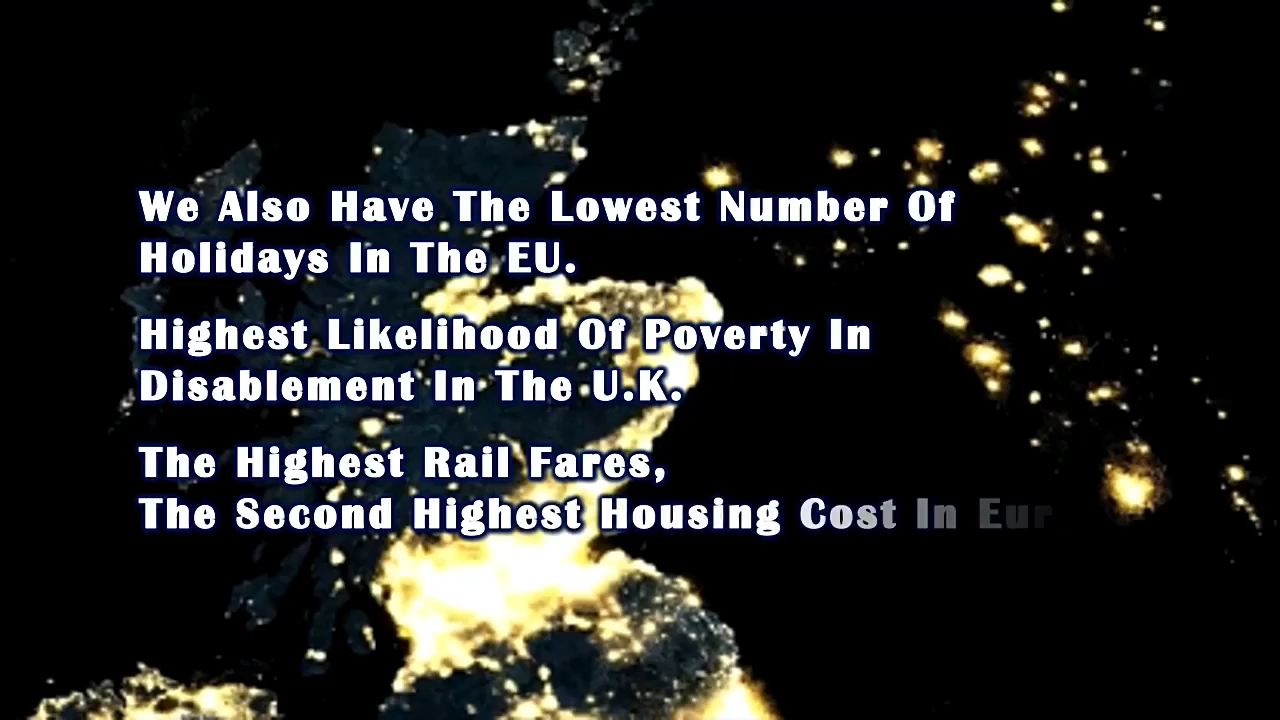 We Also Have The Lowest Number Of
Holidays In The EU.
Highest Likelihood Of Poverty In
Disablement In The U.K.
The Highest Rail Fares,
The Second Highest Housing Cost In Eur